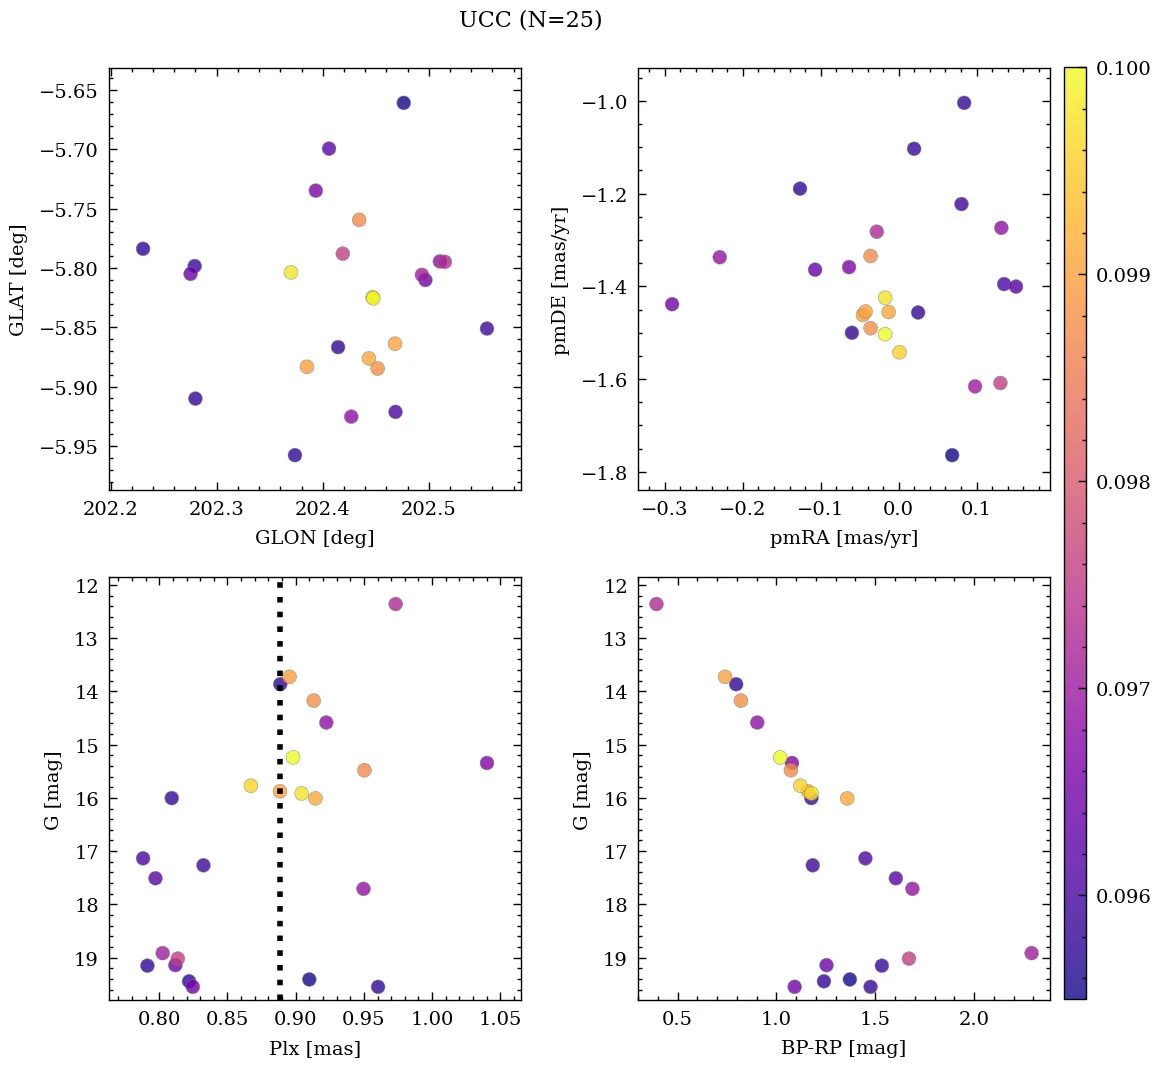 UCC (N=25)
−5.65
−5.70
−5.75
−5.80
−5.85
−5.90
−5.95
GLAT [deg]
202.2 202.3 202.4 202.5
GLON [deg]
−1.0
−1.2
−1.4
−1.6
−1.8
pmDE [mas/yr]
−0.3 −0.2 −0.1 0.0 0.1
pmRA [mas/yr]
12
13
14
15
16
17
18
19
G [mag]
0.80 0.85 0.90 0.95 1.00 1.05
Plx [mas]
12
13
14
15
16
17
18
19
G [mag]
0.5 1.0 1.5 2.0
BP-RP [mag]
0.100
0.099
0.098
0.097
0.096